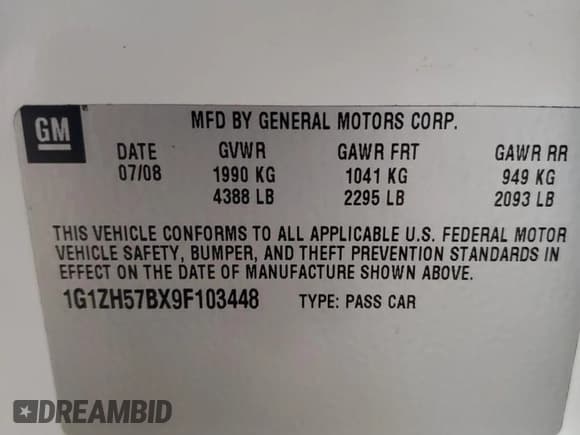 GM
MFD BY GENERAL MOTORS CORP.
DATE GVWR GAWR FRT GAWR RR
07/08 1990 KG 1041 KG 949 KG
4388 LB 2295 LB 2093 LB
THIS VEHICLE CONFORMS TO ALL APPLICABLE U.S. FEDERAL MOTOR
VEHICLE SAFETY, BUMPER, AND THEFT PREVENTION STANDARDS IN
EFFECT ON THE DATE OF MANUFACTURE SHOWN ABOVE.
1G1ZH57BX9F103448 TYPE: PASS CAR
DREAMBID